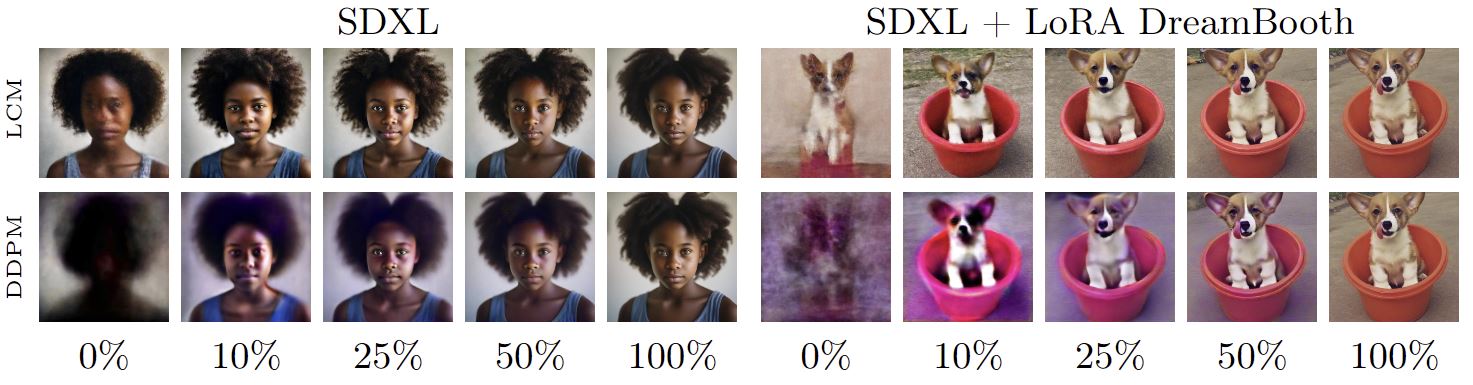 SDXL
SDXL + LoRA DreamBooth
LCM
DDPM
0% 10% 25% 50% 100% 0% 10% 25% 50% 100%